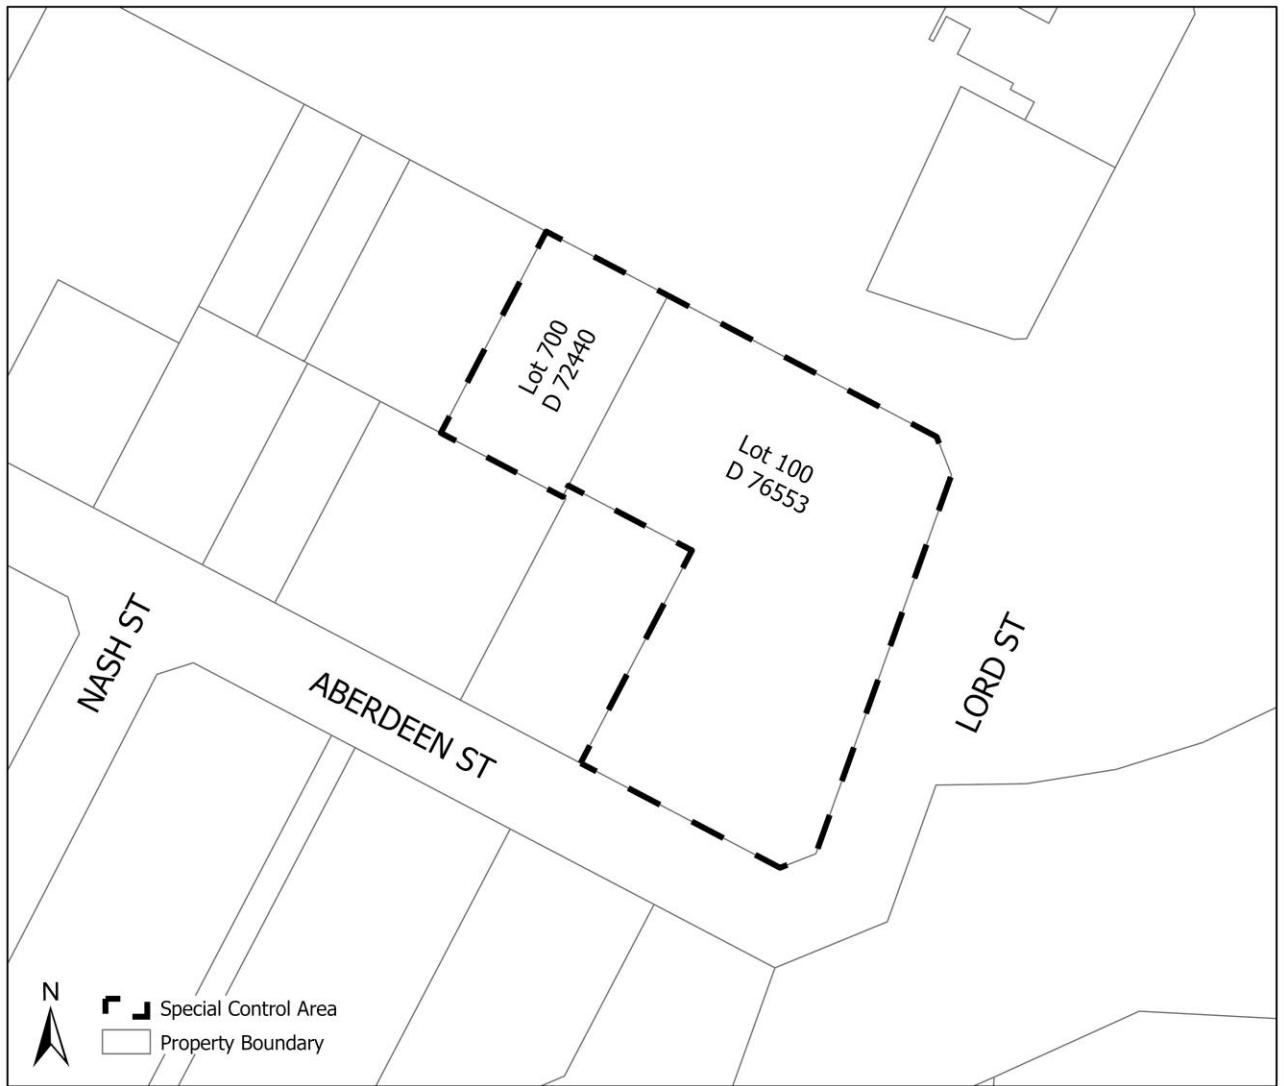 Lot 700
D 72440
Lot 100
D 76553
NASH ST
ABERDEEN ST
LORD ST
N
Special Control Area
Property Boundary